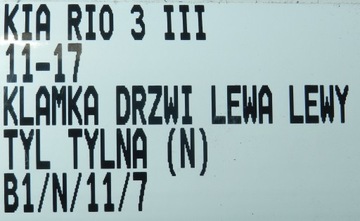 KIA RIO 3 III
11-17
KLAMKA DRZWI LEWA LEWY
TYL TYLNA (N)
B1/N/11/7